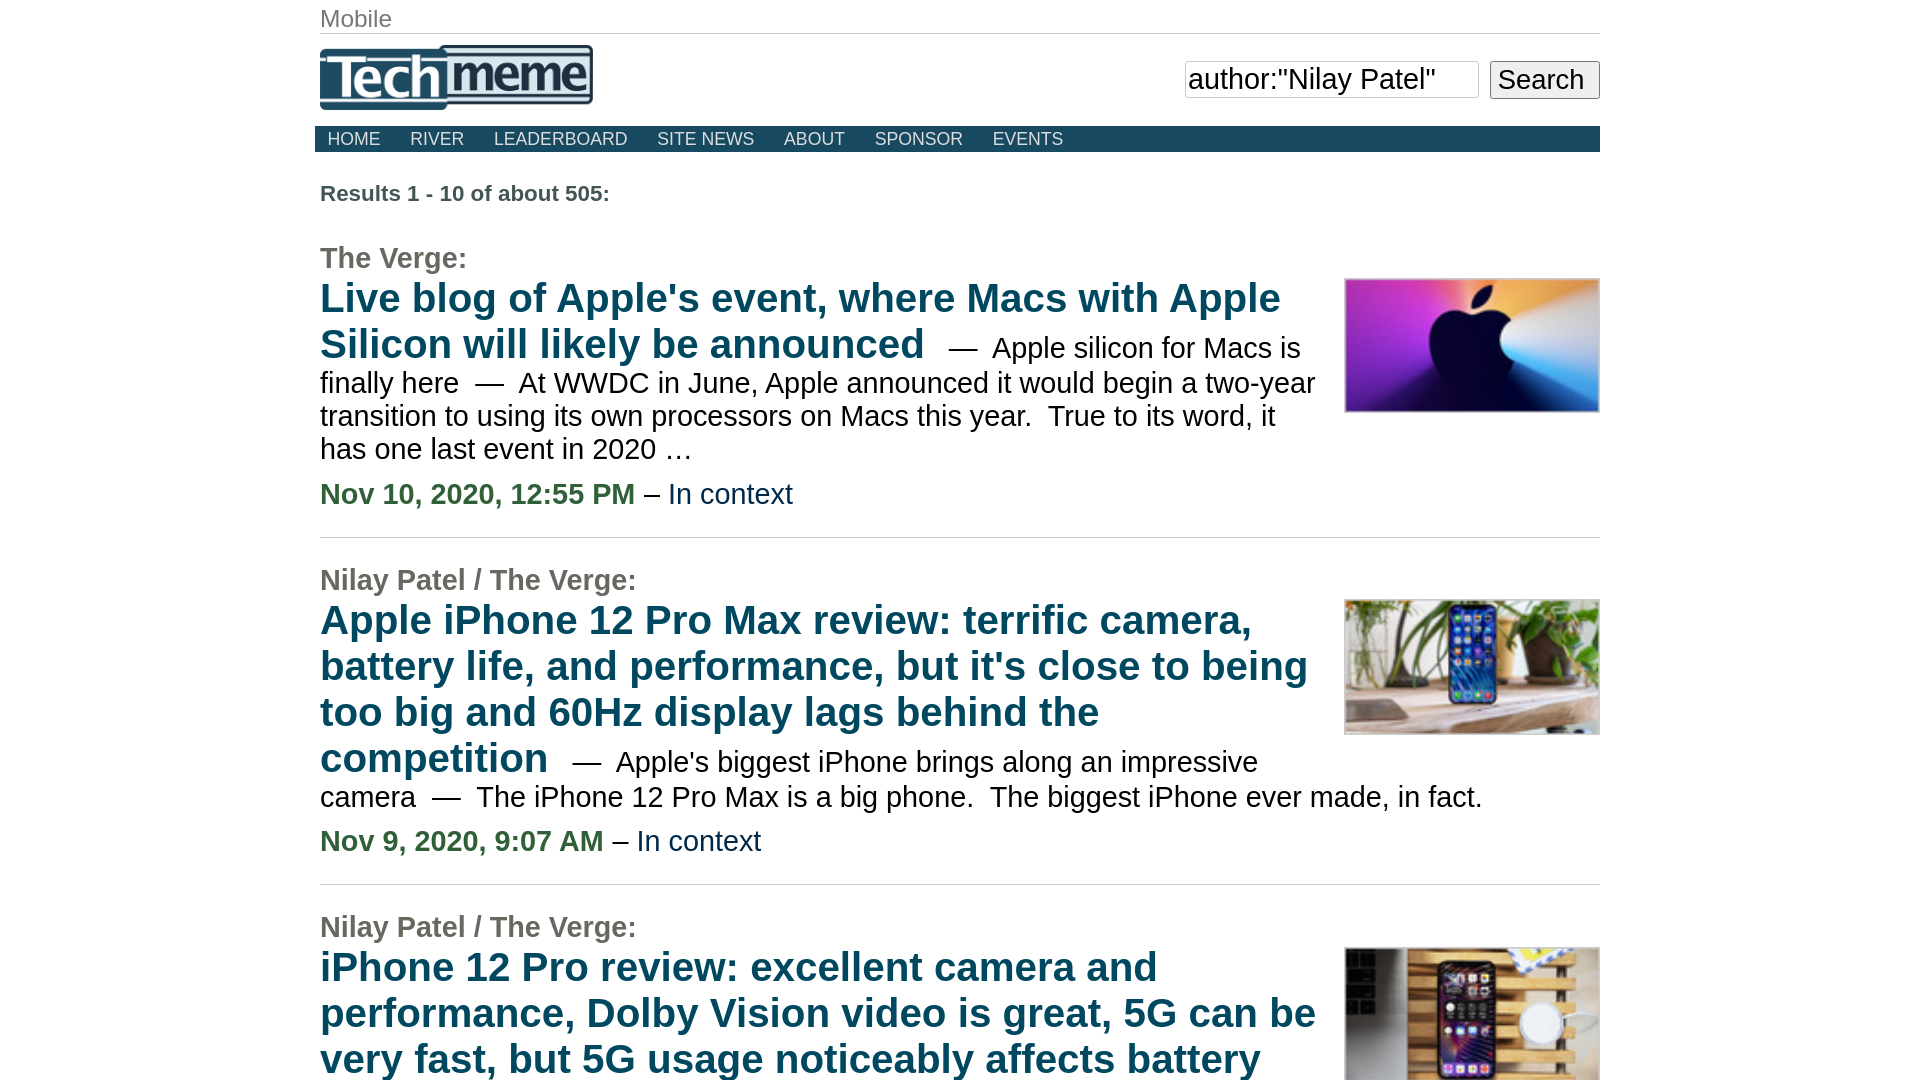 Mobile
Tech meme
author:"Nilay Patel" Search
HOME RIVER LEADERBOARD SITE NEWS ABOUT SPONSOR EVENTS
Results 1 - 10 of about 505:
The Verge:
Live blog of Apple's event, where Macs with Apple
Silicon will likely be announced — Apple silicon for Macs is
finally here — At WWDC in June, Apple announced it would begin a two-year
transition to using its own processors on Macs this year. True to its word, it
has one last event in 2020 …
Nov 10, 2020, 12:55 PM – In context
Nilay Patel / The Verge:
Apple iPhone 12 Pro Max review: terrific camera,
battery life, and performance, but it's close to being
too big and 60Hz display lags behind the
competition — Apple's biggest iPhone brings along an impressive
camera — The iPhone 12 Pro Max is a big phone. The biggest iPhone ever made, in fact.
Nov 9, 2020, 9:07 AM – In context
Nilay Patel / The Verge:
iPhone 12 Pro review: excellent camera and
performance, Dolby Vision video is great, 5G can be
very fast, but 5G usage noticeably affects battery